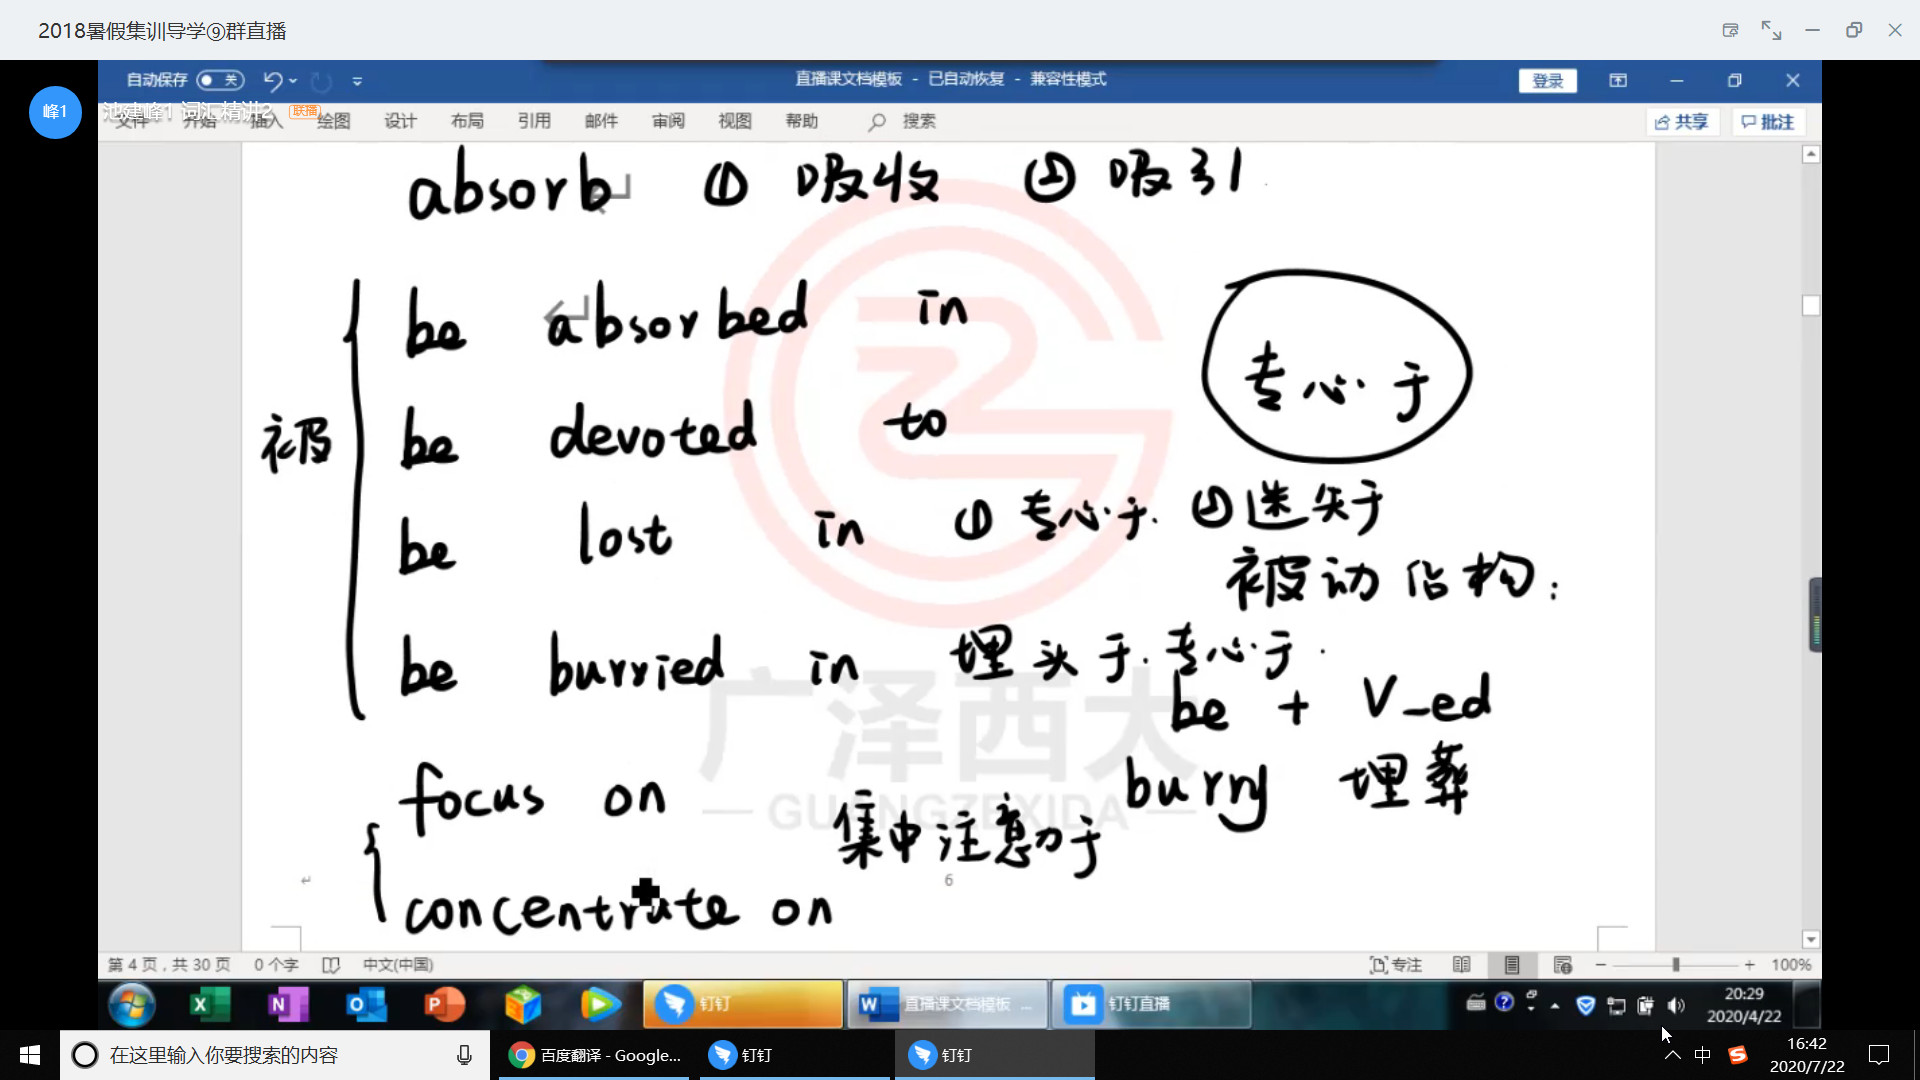 2018暑假集训导学⑨群直播
自动保存 关 直播课文档模板 - 已自动恢复 - 兼容性模式 登录
峰1 池建峰1 词汇精讲2 联播
文件 开始 插入 绘图 设计 布局 引用 邮件 审阅 视图 帮助 搜索 共享 批注
absorb ① 吸收 ② 吸引
be absorbed in
专心于
被
be devoted to
be lost in ① 专心于. ② 迷失于
被动结构:
be burried in 埋头于. 专心于.
be + V-ed
广泽西大
— GUANGZEXIDA —
burry 埋葬
focus on
集中注意力于
6
concentrate on
第 4 页，共 30 页 0 个字 中文(中国) 专注 100%
钉钉 直播课文档模板 ... 钉钉直播 20:29
2020/4/22
在这里输入你要搜索的内容 百度翻译 - Google... 钉钉 钉钉 中 16:42
2020/7/22